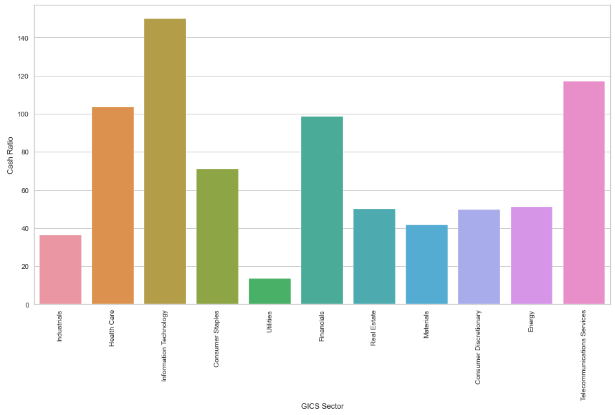 Cash Ratio
140
120
100
80
60
40
20
0
Industrials
Health Care
Information Technology
Consumer Staples
Utilities
Financials
Real Estate
Materials
Consumer Discretionary
Energy
Telecommunications Services
GICS Sector